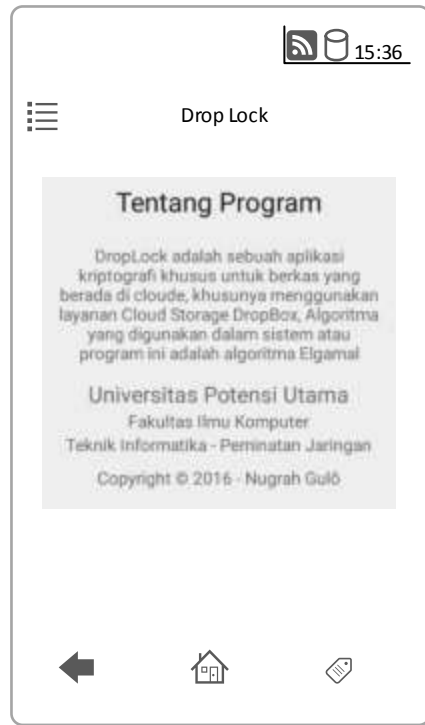 15:36
Drop Lock
Tentang Program
DropLock adalah sebuah aplikasi
kriptografi khusus untuk berkas yang
berada di cloude, khusunya menggunakan
layanan Cloud Storage DropBox, Algoritma
yang digunakan dalam sistem atau
program ini adalah algoritma Elgamal
Universitas Potensi Utama
Fakultas Ilmu Komputer
Teknik Informatika - Peminatan Jaringan
Copyright © 2016 - Nugrah Gulö